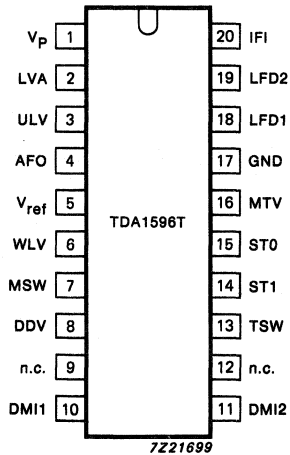 VP 1 20 IFI
LVA 2 19 LFD2
ULV 3 18 LFD1
AFO 4 17 GND
Vref 5 16 MTV
TDA1596T
WLV 6 15 ST0
MSW 7 14 ST1
DDV 8 13 TSW
n.c. 9 12 n.c.
DMI1 10 11 DMI2
7Z21699